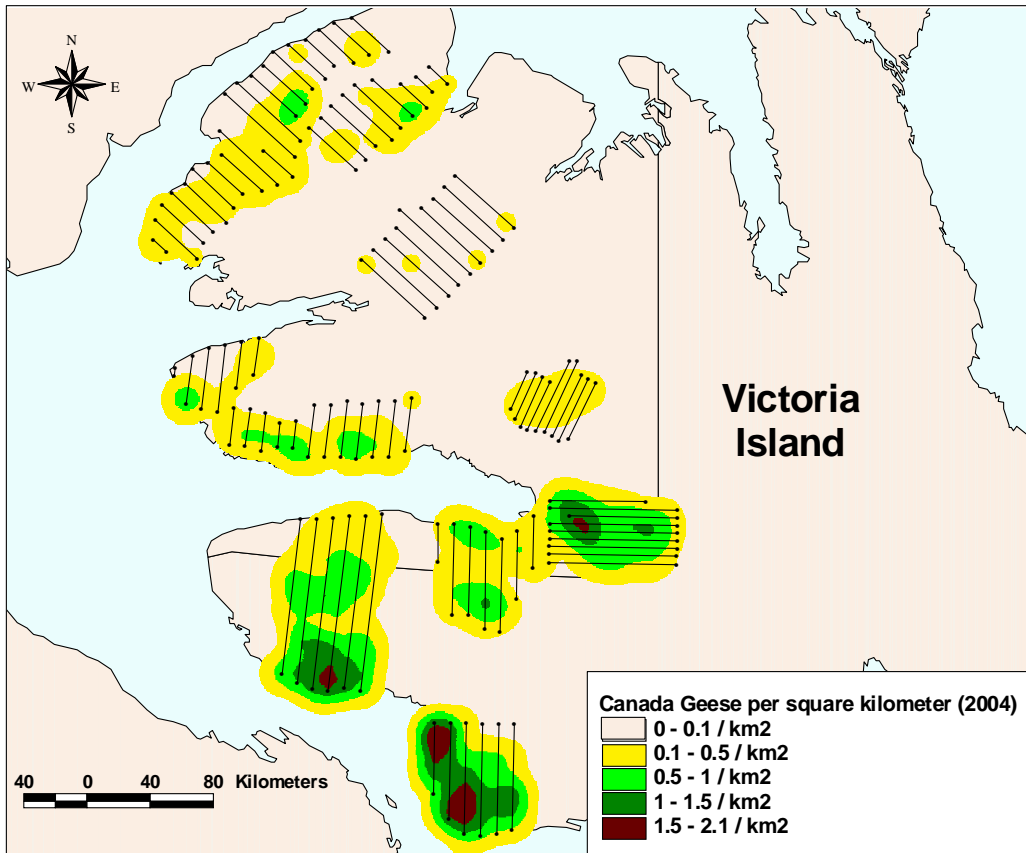 N
W E
S
Victoria
Island
Canada Geese per square kilometer (2004)
0 - 0.1 / km2
0.1 - 0.5 / km2
0.5 - 1 / km2
1 - 1.5 / km2
1.5 - 2.1 / km2
40 0 40 80 Kilometers